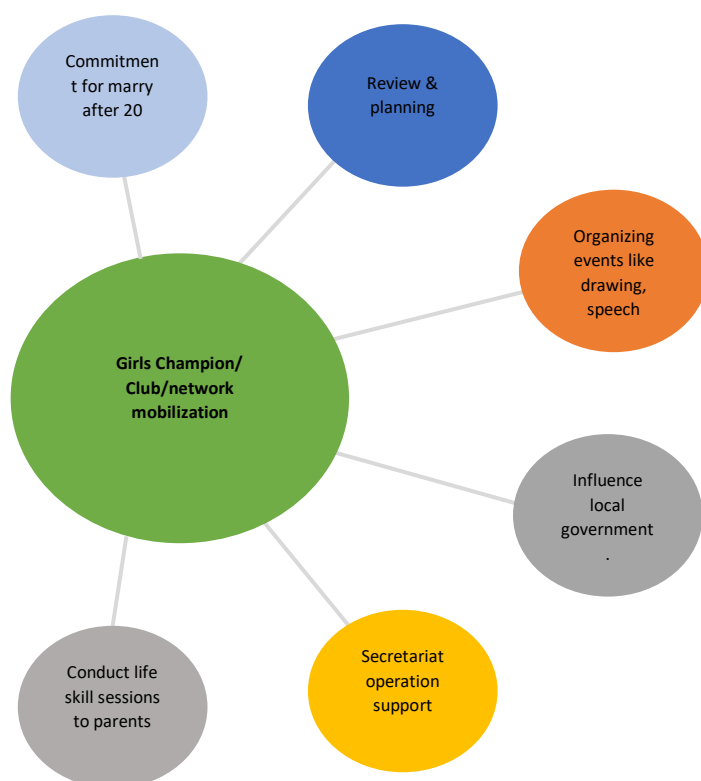 Commitmen
t for marry
after 20
Review &
planning
Organizing
events like
drawing,
speech
Girls Champion/
Club/network
mobilization
Influence
local
government
.
Secretariat
operation
support
Conduct life
skill sessions
to parents